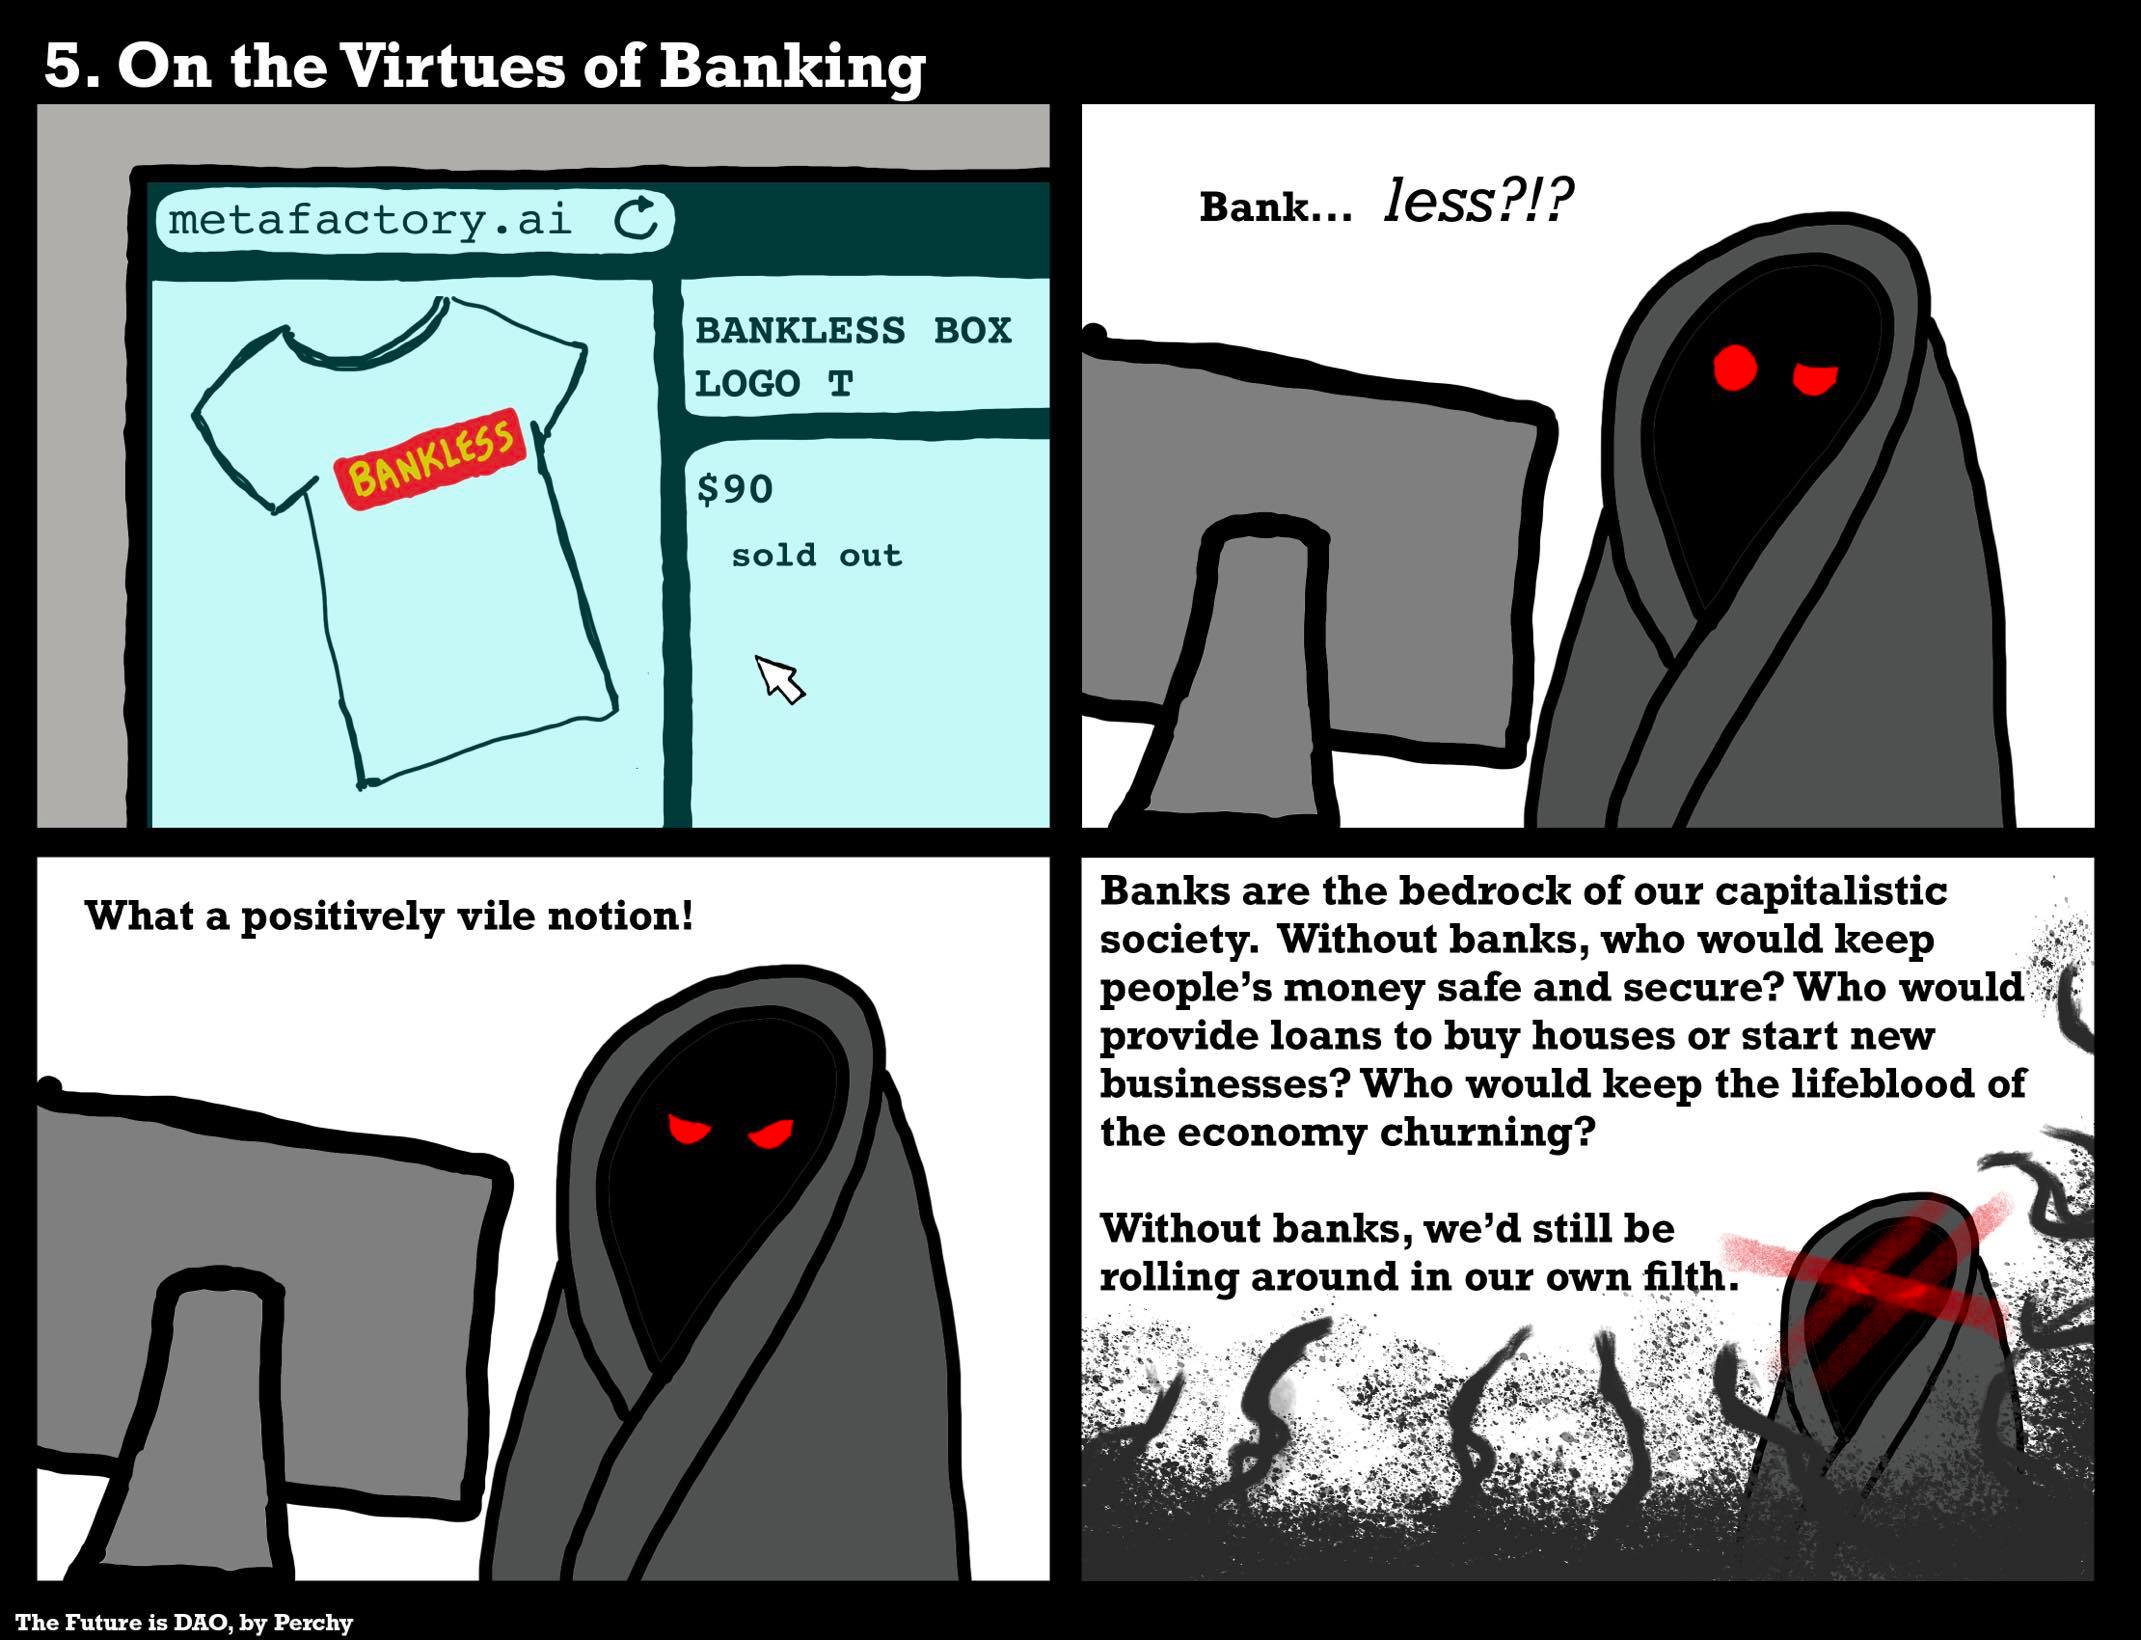 5. On the Virtues of Banking
metafactory.ai
BANKLESS
BANKLESS BOX
LOGO T
$90
sold out
Bank... less?!?
What a positively vile notion!
Banks are the bedrock of our capitalistic
society. Without banks, who would keep
people's money safe and secure? Who would
provide loans to buy houses or start new
businesses? Who would keep the lifeblood of
the economy churning?
Without banks, we'd still be
rolling around in our own filth.
The Future is DAO, by Perchy